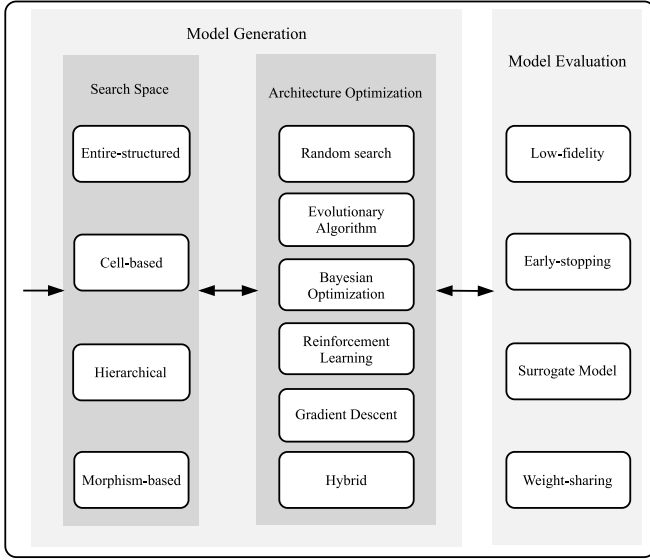 Model Generation
Search Space
Entire-structured
Cell-based
Hierarchical
Morphism-based
Architecture Optimization
Random search
Evolutionary
Algorithm
Bayesian
Optimization
Reinforcement
Learning
Gradient Descent
Hybrid
Model Evaluation
Low-fidelity
Early-stopping
Surrogate Model
Weight-sharing